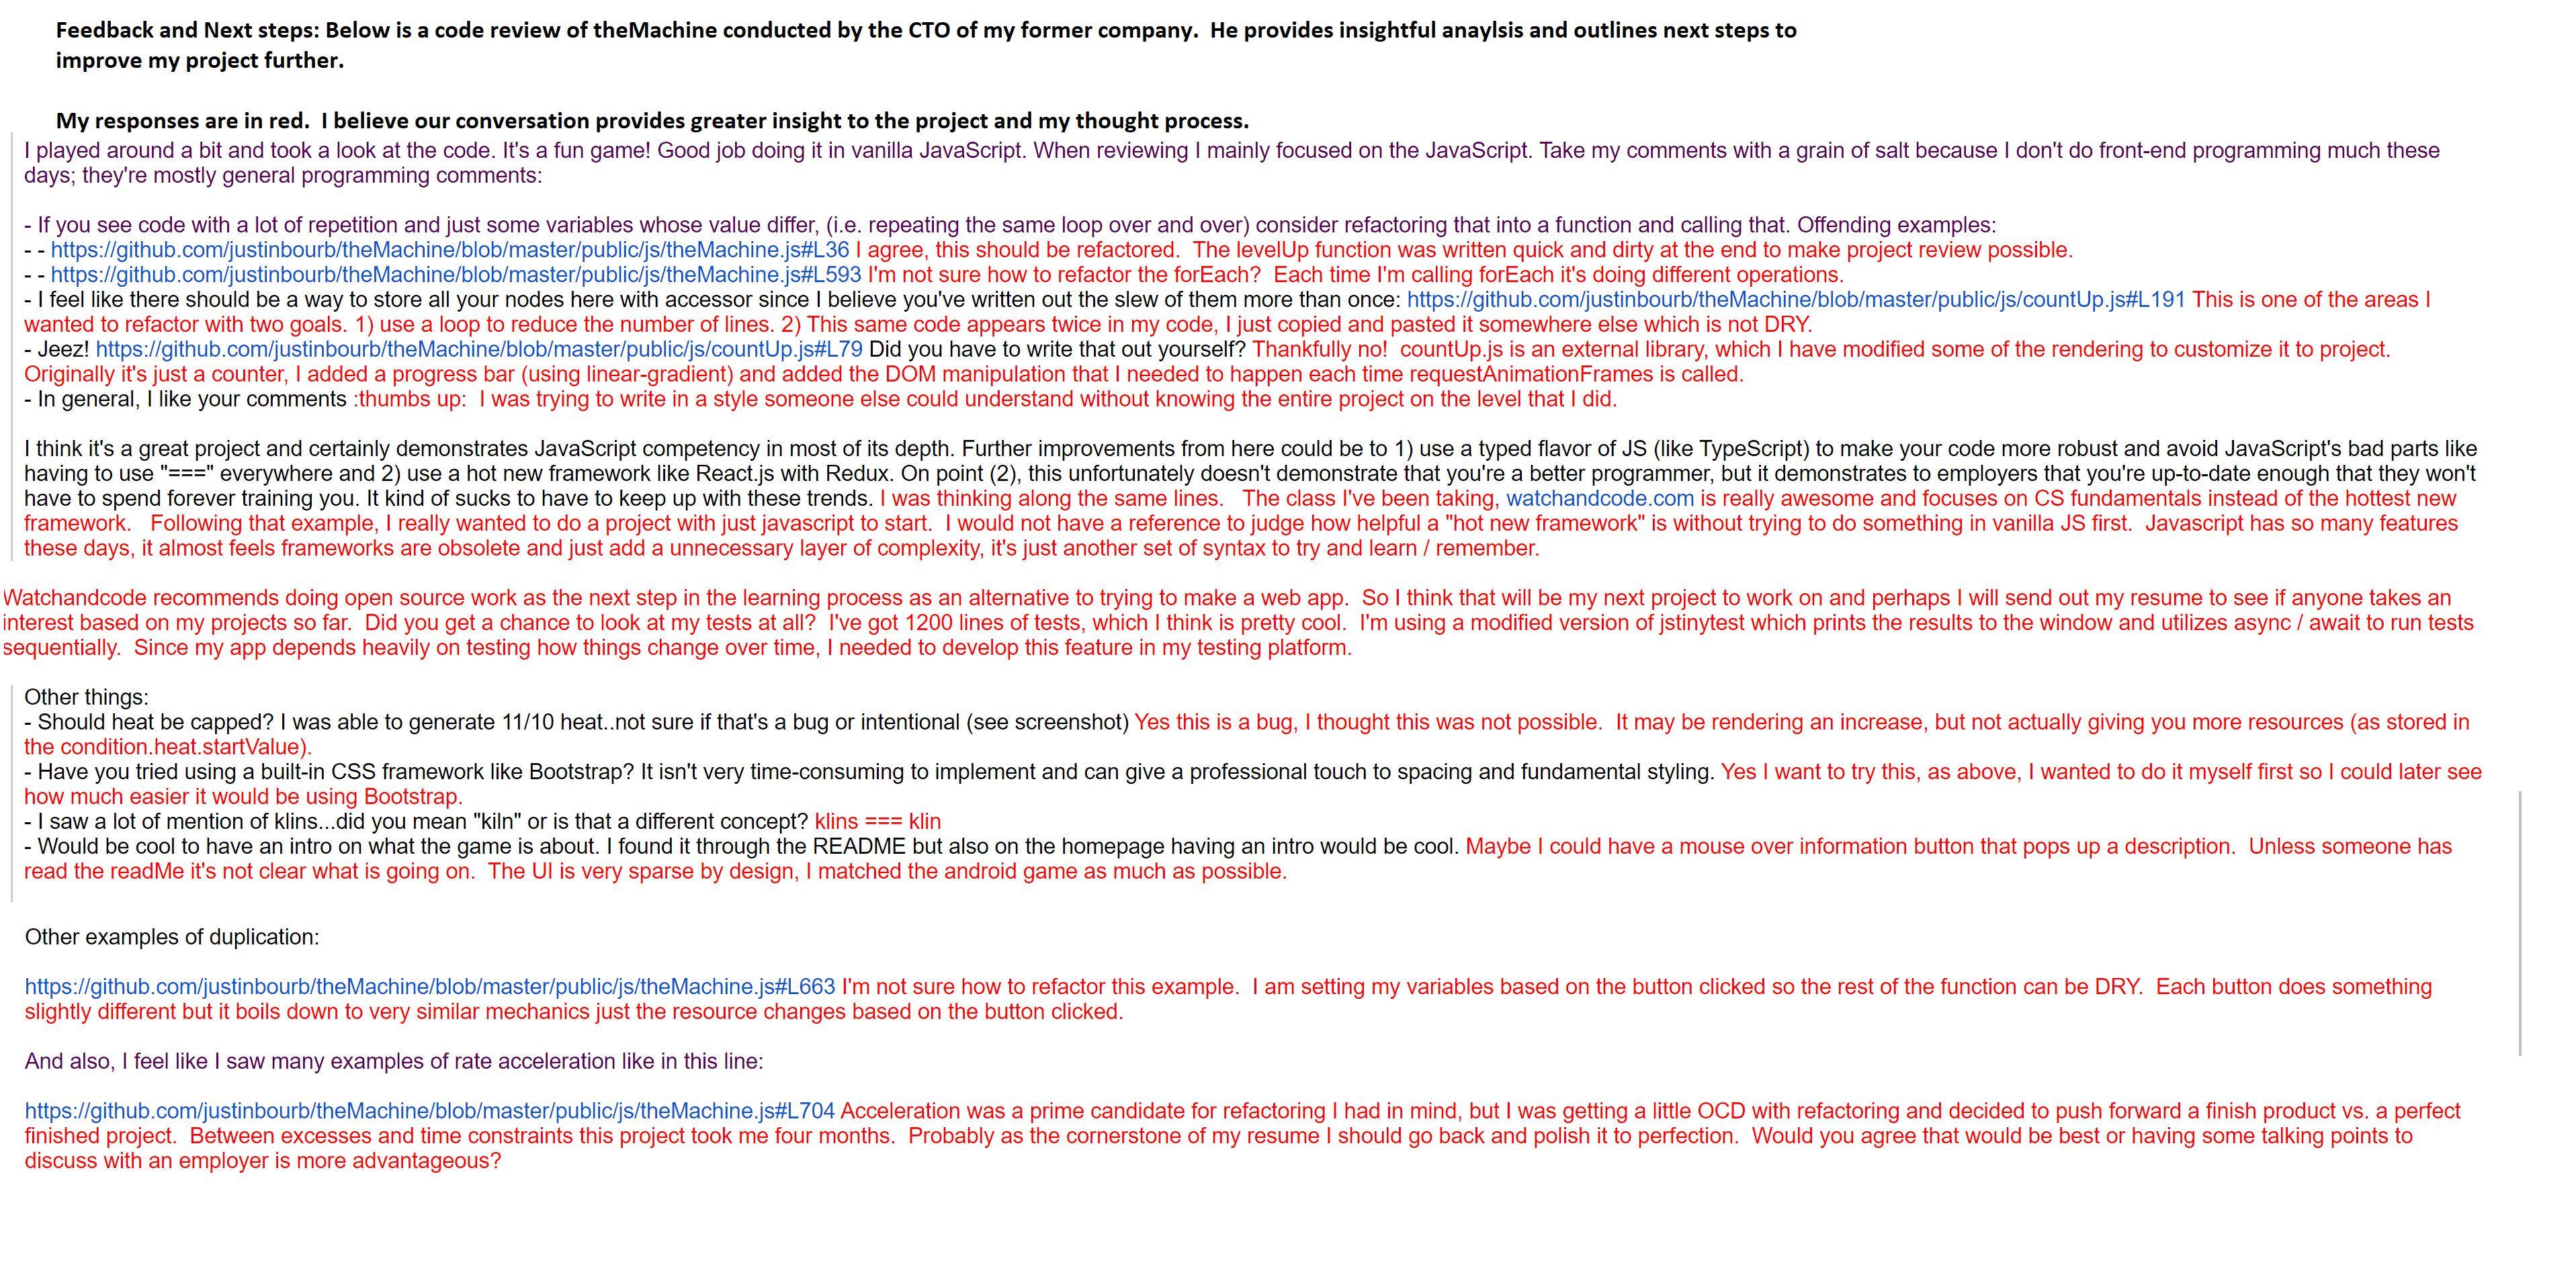 Feedback and Next steps: Below is a code review of theMachine conducted by the CTO of my former company.  He provides insightful anaylsis and outlines next steps to
improve my project further.
My responses are in red.  I believe our conversation provides greater insight to the project and my thought process.
I played around a bit and took a look at the code. It's a fun game! Good job doing it in vanilla JavaScript. When reviewing I mainly focused on the JavaScript. Take my comments with a grain of salt because I don't do front-end programming much these
days; they're mostly general programming comments:
- If you see code with a lot of repetition and just some variables whose value differ, (i.e. repeating the same loop over and over) consider refactoring that into a function and calling that. Offending examples:
- - https://github.com/justinbourb/theMachine/blob/master/public/js/theMachine.js#L36 I agree, this should be refactored.  The levelUp function was written quick and dirty at the end to make project review possible.
- - https://github.com/justinbourb/theMachine/blob/master/public/js/theMachine.js#L593 I'm not sure how to refactor the forEach?  Each time I'm calling forEach it's doing different operations.
- I feel like there should be a way to store all your nodes here with accessor since I believe you've written out the slew of them more than once: https://github.com/justinbourb/theMachine/blob/master/public/js/countUp.js#L191 This is one of the areas I
wanted to refactor with two goals. 1) use a loop to reduce the number of lines. 2) This same code appears twice in my code, I just copied and pasted it somewhere else which is not DRY.
- Jeez! https://github.com/justinbourb/theMachine/blob/master/public/js/countUp.js#L79 Did you have to write that out yourself? Thankfully no!  countUp.js is an external library, which I have modified some of the rendering to customize it to project.
Originally it's just a counter, I added a progress bar (using linear-gradient) and added the DOM manipulation that I needed to happen each time requestAnimationFrames is called.
- In general, I like your comments :thumbs up:  I was trying to write in a style someone else could understand without knowing the entire project on the level that I did.
I think it's a great project and certainly demonstrates JavaScript competency in most of its depth. Further improvements from here could be to 1) use a typed flavor of JS (like TypeScript) to make your code more robust and avoid JavaScript's bad parts like
having to use "===" everywhere and 2) use a hot new framework like React.js with Redux. On point (2), this unfortunately doesn't demonstrate that you're a better programmer, but it demonstrates to employers that you're up-to-date enough that they won't
have to spend forever training you. It kind of sucks to have to keep up with these trends. I was thinking along the same lines.   The class I've been taking, watchandcode.com is really awesome and focuses on CS fundamentals instead of the hottest new
framework.   Following that example, I really wanted to do a project with just javascript to start.  I would not have a reference to judge how helpful a "hot new framework" is without trying to do something in vanilla JS first.  Javascript has so many features
these days, it almost feels frameworks are obsolete and just add a unnecessary layer of complexity, it's just another set of syntax to try and learn / remember.
Watchandcode recommends doing open source work as the next step in the learning process as an alternative to trying to make a web app.  So I think that will be my next project to work on and perhaps I will send out my resume to see if anyone takes an
interest based on my projects so far.  Did you get a chance to look at my tests at all?  I've got 1200 lines of tests, which I think is pretty cool.  I'm using a modified version of jstinytest which prints the results to the window and utilizes async / await to run tests
sequentially.  Since my app depends heavily on testing how things change over time, I needed to develop this feature in my testing platform.
Other things:
- Should heat be capped? I was able to generate 11/10 heat..not sure if that's a bug or intentional (see screenshot) Yes this is a bug, I thought this was not possible.  It may be rendering an increase, but not actually giving you more resources (as stored in
the condition.heat.startValue).
- Have you tried using a built-in CSS framework like Bootstrap? It isn't very time-consuming to implement and can give a professional touch to spacing and fundamental styling. Yes I want to try this, as above, I wanted to do it myself first so I could later see
how much easier it would be using Bootstrap.
- I saw a lot of mention of klins...did you mean "kiln" or is that a different concept? klins === klin
- Would be cool to have an intro on what the game is about. I found it through the README but also on the homepage having an intro would be cool. Maybe I could have a mouse over information button that pops up a description.  Unless someone has
read the readMe it's not clear what is going on.  The UI is very sparse by design, I matched the android game as much as possible.
Other examples of duplication:
https://github.com/justinbourb/theMachine/blob/master/public/js/theMachine.js#L663 I'm not sure how to refactor this example.  I am setting my variables based on the button clicked so the rest of the function can be DRY.  Each button does something
slightly different but it boils down to very similar mechanics just the resource changes based on the button clicked.
And also, I feel like I saw many examples of rate acceleration like in this line:
https://github.com/justinbourb/theMachine/blob/master/public/js/theMachine.js#L704 Acceleration was a prime candidate for refactoring I had in mind, but I was getting a little OCD with refactoring and decided to push forward a finish product vs. a perfect
finished project.  Between excesses and time constraints this project took me four months.  Probably as the cornerstone of my resume I should go back and polish it to perfection.  Would you agree that would be best or having some talking points to
discuss with an employer is more advantageous?